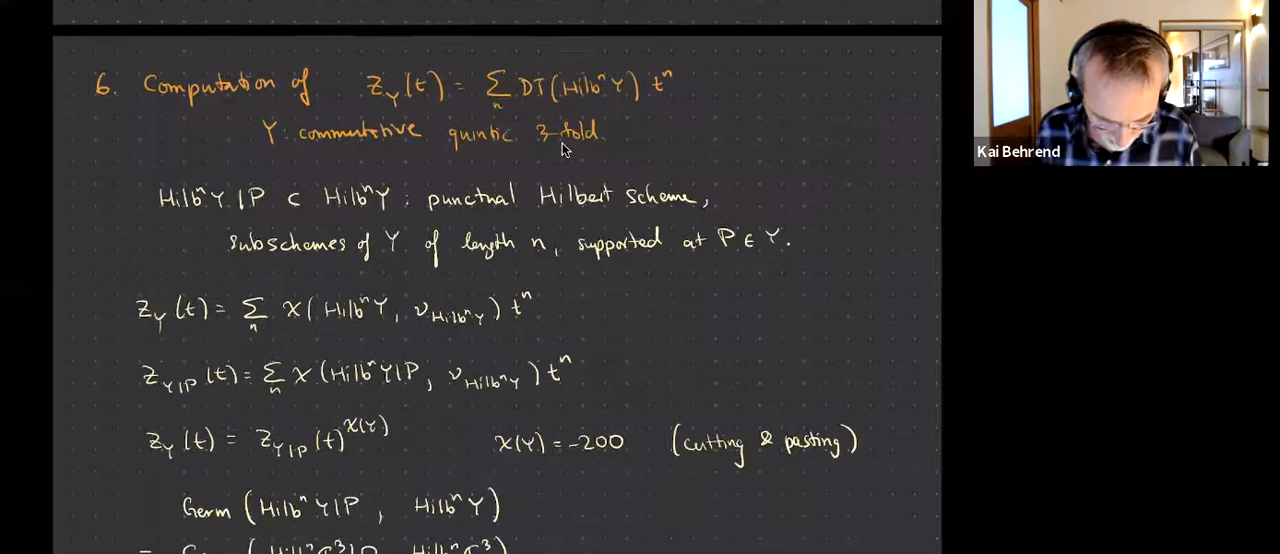 6. Computation of Z_Y(t) = Σ_n DT(Hilb^n Y) t^n
Y: commutative quintic 3-fold.
Hilb^n Y|P ⊂ Hilb^n Y : punctual Hilbert scheme,
subschemes of Y of length n, supported at P ∈ Y.
Z_Y(t) = Σ_n χ(Hilb^n Y, ν_{Hilb^n Y}) t^n
Z_{Y|P}(t) = Σ_n χ(Hilb^n Y|P, ν_{Hilb^n Y}) t^n
Z_Y(t) = Z_{Y|P}(t)^{χ(Y)} χ(Y) = -200 (cutting & pasting)
Germ (Hilb^n Y|P, Hilb^n Y)
Kai Behrend